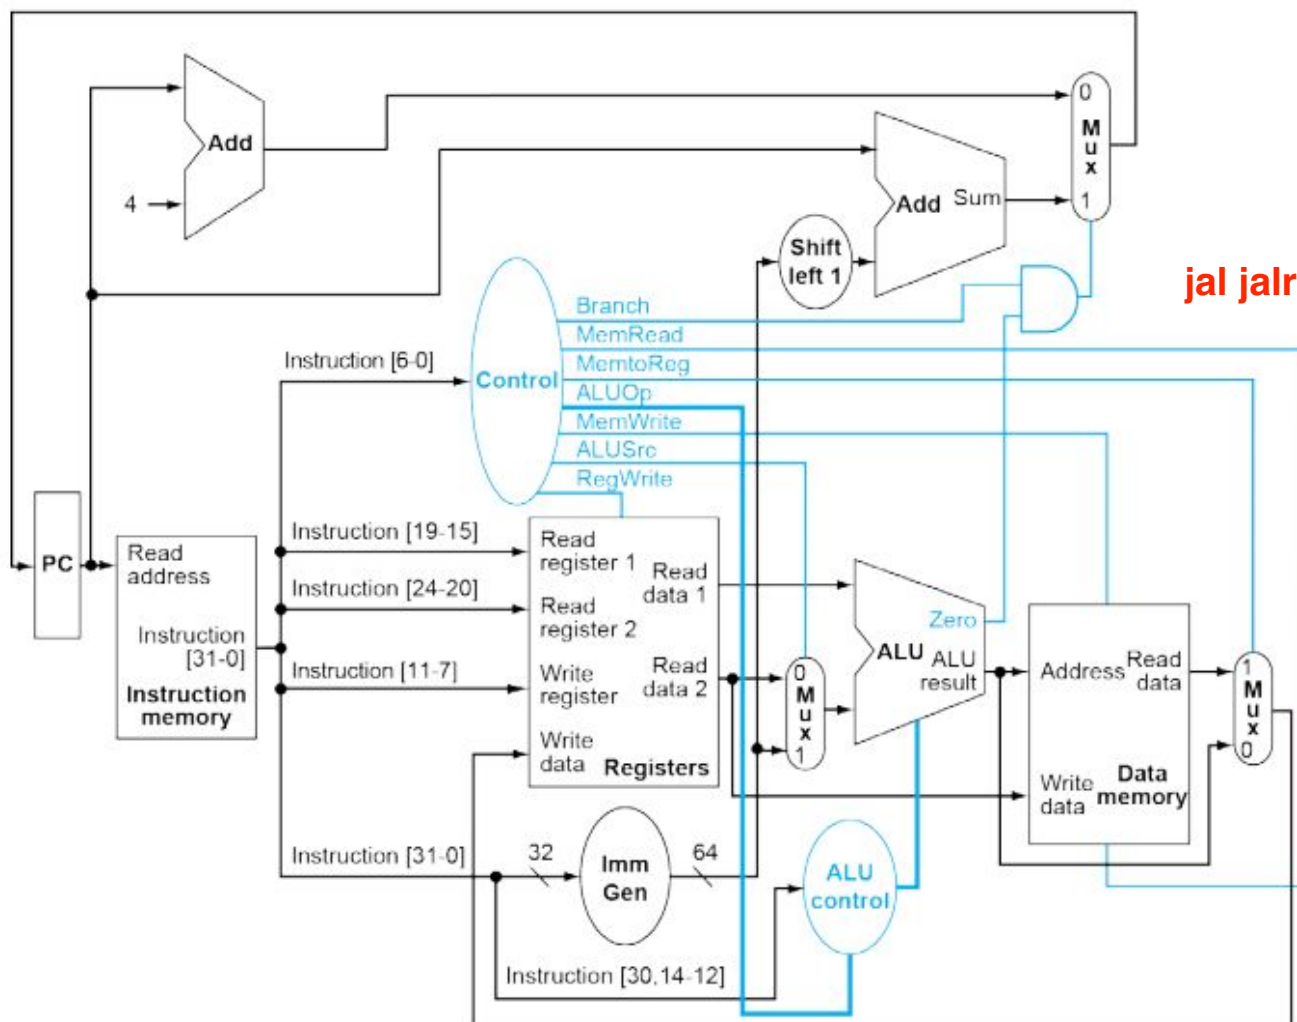 0
M
u
x
1
Add
4
Add Sum
Shift
left 1
jal jalr
Branch
MemRead
Instruction [6-0]
MemtoReg
Control
ALUOp
MemWrite
ALUSrc
RegWrite
Instruction [19-15]
Read
register 1
Read
data 1
PC
Read
address
Instruction [24-20]
Read
register 2
Instruction
[31-0]
Instruction
memory
Instruction [11-7]
Write
register
Read
data 2
Write
data
Registers
0
M
u
x
1
Zero
ALU
ALU
result
Address
Read
data
Write
data
Data
memory
1
M
u
x
0
Instruction [31-0]
32
Imm
Gen
64
ALU
control
Instruction [30,14-12]